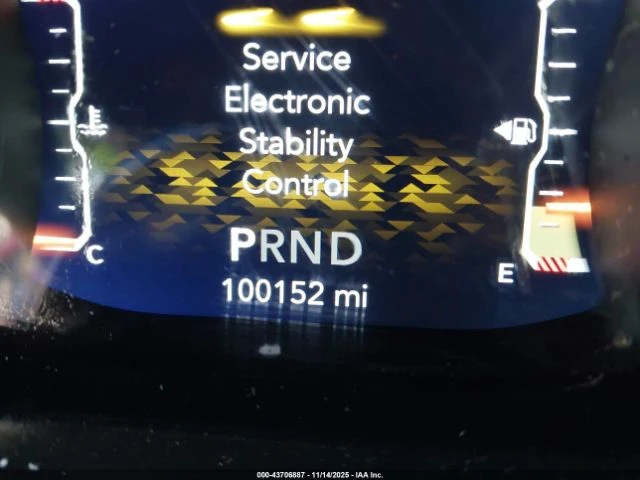 Service
Electronic
Stability
Control
PRND
100152 mi
C
E
000-43706887 - 11/14/2025 - IAA Inc.